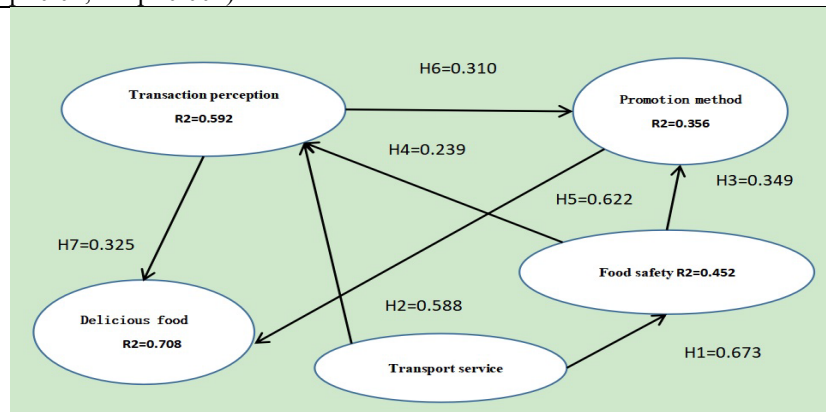 H6=0.310
Transaction perception
R2=0.592
Promotion method
R2=0.356
H4=0.239
H3=0.349
H5=0.622
H7=0.325
Food safety R2=0.452
Delicious food
R2=0.708
H2=0.588
Transport service
H1=0.673